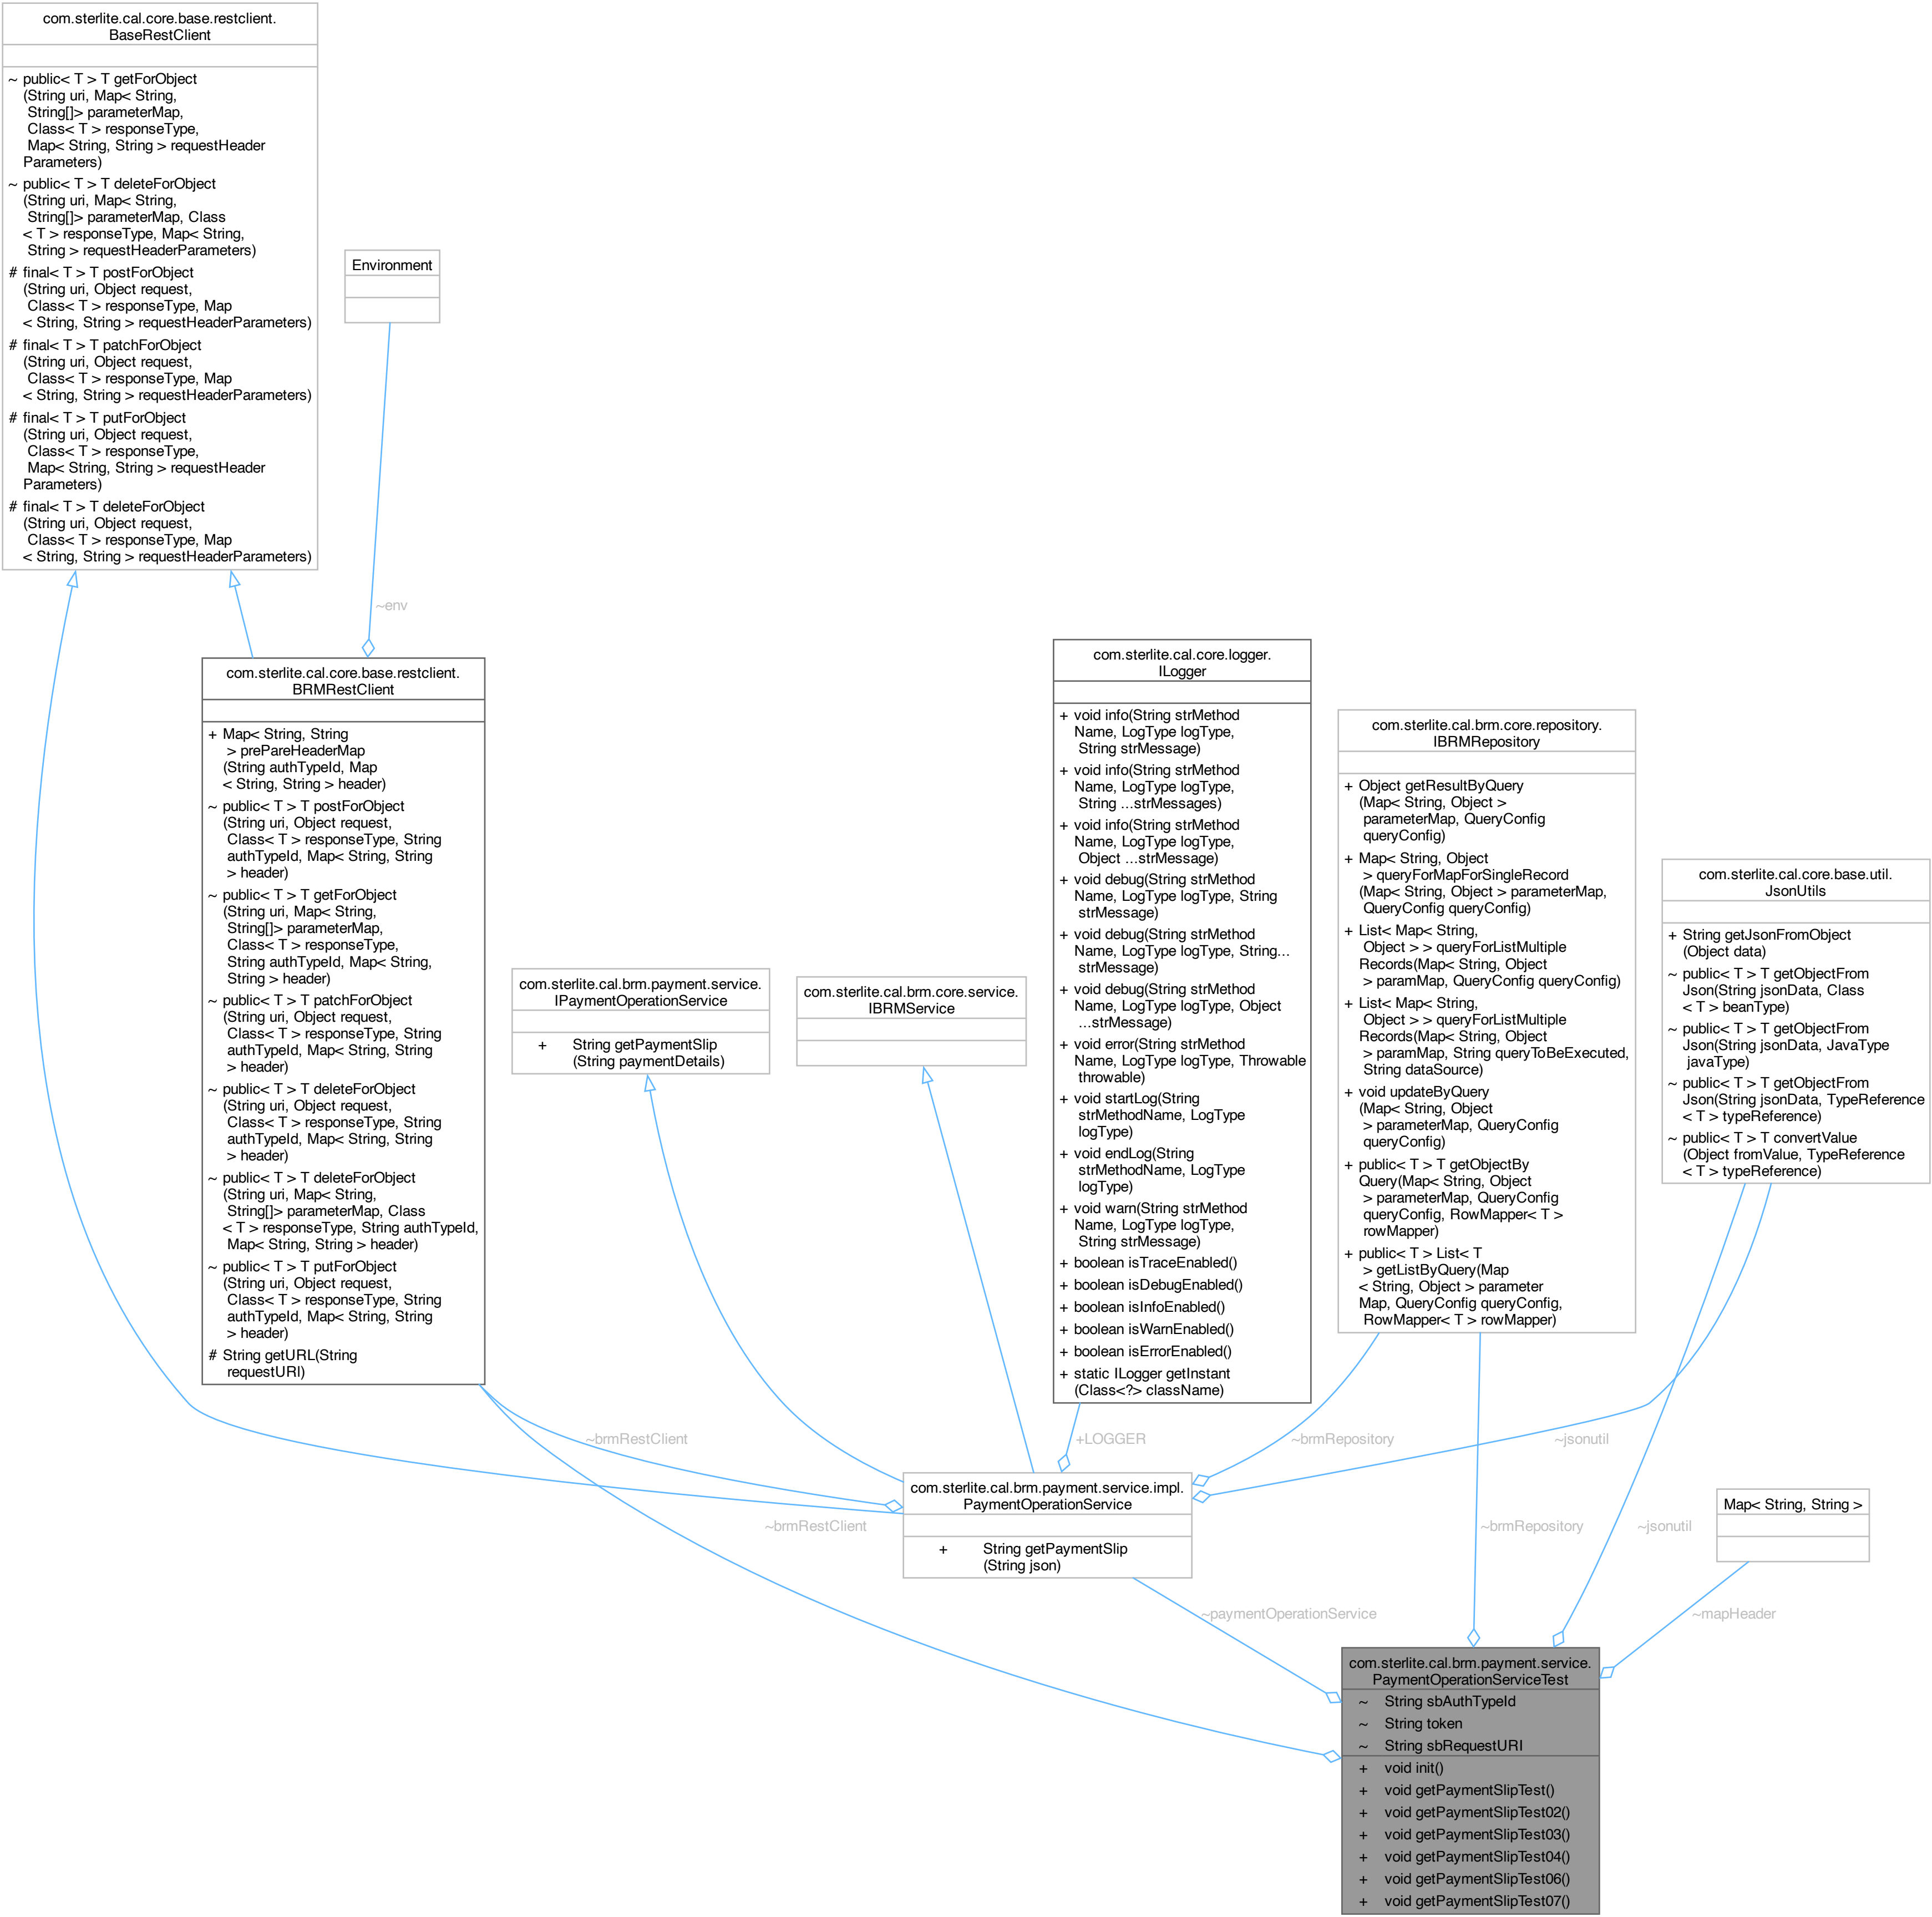 com.sterlite.cal.core.base.restclient.
BaseRestClient
~ public< T > T getForObject
(String uri, Map< String,
String[]> parameterMap,
Class< T > responseType,
Map< String, String > requestHeader
Parameters)
~ public< T > T deleteForObject
(String uri, Map< String,
String[]> parameterMap, Class
< T > responseType, Map< String,
String > requestHeaderParameters)
# final< T > T postForObject
(String uri, Object request,
Class< T > responseType, Map
< String, String > requestHeaderParameters)
# final< T > T patchForObject
(String uri, Object request,
Class< T > responseType, Map
< String, String > requestHeaderParameters)
# final< T > T putForObject
(String uri, Object request,
Class< T > responseType,
Map< String, String > requestHeader
Parameters)
# final< T > T deleteForObject
(String uri, Object request,
Class< T > responseType, Map
< String, String > requestHeaderParameters)
Environment
~env
com.sterlite.cal.core.base.restclient.
BRMRestClient
+ Map< String, String
> prePareHeaderMap
(String authTypeId, Map
< String, String > header)
~ public< T > T postForObject
(String uri, Object request,
Class< T > responseType, String
authTypeId, Map< String, String
> header)
~ public< T > T getForObject
(String uri, Map< String,
String[]> parameterMap,
Class< T > responseType,
String authTypeId, Map< String,
String > header)
~ public< T > T patchForObject
(String uri, Object request,
Class< T > responseType, String
authTypeId, Map< String, String
> header)
~ public< T > T deleteForObject
(String uri, Object request,
Class< T > responseType, String
authTypeId, Map< String, String
> header)
~ public< T > T deleteForObject
(String uri, Map< String,
String[]> parameterMap, Class
< T > responseType, String authTypeId,
Map< String, String > header)
~ public< T > T putForObject
(String uri, Object request,
Class< T > responseType, String
authTypeId, Map< String, String
> header)
# String getURL(String
requestURI)
com.sterlite.cal.brm.payment.service.
IPaymentOperationService
+ String getPaymentSlip
(String paymentDetails)
com.sterlite.cal.brm.core.service.
IBRMService
com.sterlite.cal.core.logger.
ILogger
+ void info(String strMethod
Name, LogType logType,
String strMessage)
+ void info(String strMethod
Name, LogType logType,
String ...strMessages)
+ void info(String strMethod
Name, LogType logType,
Object ...strMessage)
+ void debug(String strMethod
Name, LogType logType, String
strMessage)
+ void debug(String strMethod
Name, LogType logType, String...
strMessage)
+ void debug(String strMethod
Name, LogType logType, Object
...strMessage)
+ void error(String strMethod
Name, LogType logType, Throwable
throwable)
+ void startLog(String
strMethodName, LogType
logType)
+ void endLog(String
strMethodName, LogType
logType)
+ void warn(String strMethod
Name, LogType logType,
String strMessage)
+ boolean isTraceEnabled()
+ boolean isDebugEnabled()
+ boolean isInfoEnabled()
+ boolean isWarnEnabled()
+ boolean isErrorEnabled()
+ static ILogger getInstant
(Class<?> className)
com.sterlite.cal.brm.core.repository.
IBRMRepository
+ Object getResultByQuery
(Map< String, Object >
parameterMap, QueryConfig
queryConfig)
+ Map< String, Object
> queryForMapForSingleRecord
(Map< String, Object > parameterMap,
QueryConfig queryConfig)
+ List< Map< String,
Object > > queryForListMultiple
Records(Map< String, Object
> paramMap, QueryConfig queryConfig)
+ List< Map< String,
Object > > queryForListMultiple
Records(Map< String, Object
> paramMap, String queryToBeExecuted,
String dataSource)
+ void updateByQuery
(Map< String, Object
> parameterMap, QueryConfig
queryConfig)
+ public< T > T getObjectBy
Query(Map< String, Object
> parameterMap, QueryConfig
queryConfig, RowMapper< T >
rowMapper)
+ public< T > List< T
> getListByQuery(Map
< String, Object > parameter
Map, QueryConfig queryConfig,
RowMapper< T > rowMapper)
com.sterlite.cal.core.base.util.
JsonUtils
+ String getJsonFromObject
(Object data)
~ public< T > T getObjectFrom
Json(String jsonData, Class
< T > beanType)
~ public< T > T getObjectFrom
Json(String jsonData, JavaType
javaType)
~ public< T > T getObjectFrom
Json(String jsonData, TypeReference
< T > typeReference)
~ public< T > T convertValue
(Object fromValue, TypeReference
< T > typeReference)
~brmRestClient
+LOGGER
~brmRepository
~jsonutil
com.sterlite.cal.brm.payment.service.impl.
PaymentOperationService
+ String getPaymentSlip
(String json)
~brmRestClient
~brmRepository
~jsonutil
Map< String, String >
~paymentOperationService
~mapHeader
com.sterlite.cal.brm.payment.service.
PaymentOperationServiceTest
~ String sbAuthTypeId
~ String token
~ String sbRequestURI
+ void init()
+ void getPaymentSlipTest()
+ void getPaymentSlipTest02()
+ void getPaymentSlipTest03()
+ void getPaymentSlipTest04()
+ void getPaymentSlipTest06()
+ void getPaymentSlipTest07()